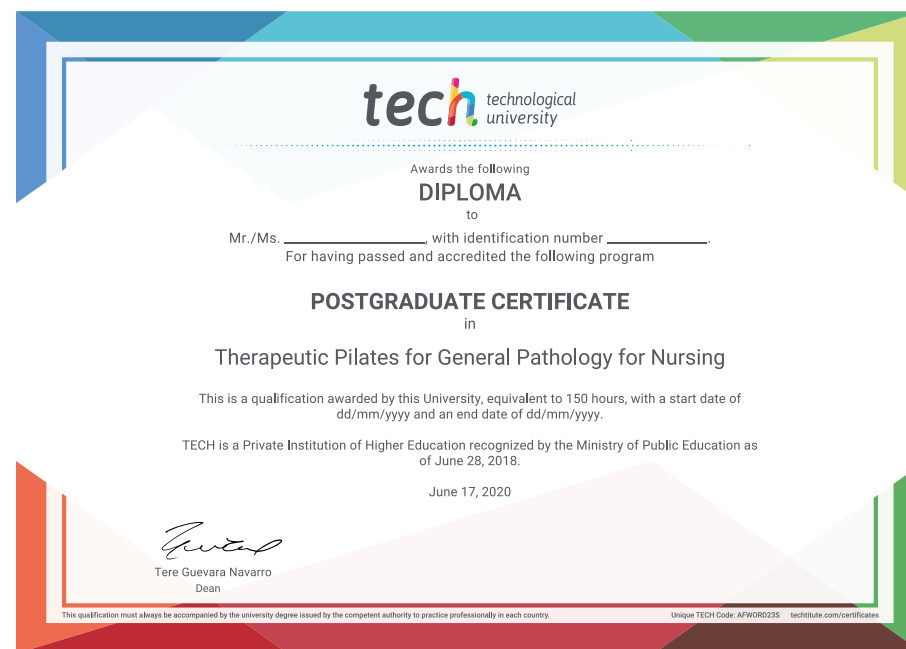 tech technological
university
Awards the following
DIPLOMA
to
Mr./Ms. ____________________, with identification number ______________.
For having passed and accredited the following program
POSTGRADUATE CERTIFICATE
in
Therapeutic Pilates for General Pathology for Nursing
This is a qualification awarded by this University, equivalent to 150 hours, with a start date of
dd/mm/yyyy and an end date of dd/mm/yyyy.
TECH is a Private Institution of Higher Education recognized by the Ministry of Public Education as
of June 28, 2018.
June 17, 2020
Tere Guevara Navarro
Dean
This qualification must always be accompanied by the university degree issued by the competent authority to practice professionally in each country. Unique TECH Code: AFWORD23S techtitute.com/certificates